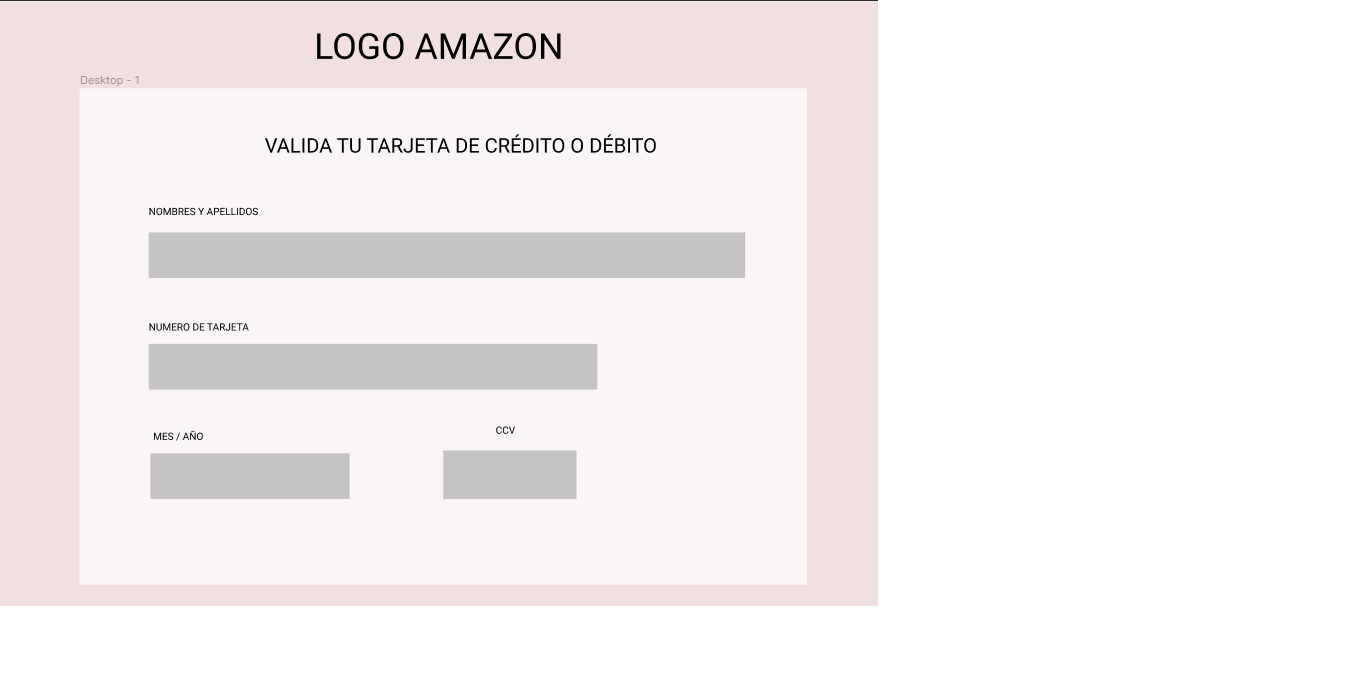 LOGO AMAZON
Desktop - 1
VALIDA TU TARJETA DE CRÉDITO O DÉBITO
NOMBRES Y APELLIDOS
NUMERO DE TARJETA
MES / AÑO
CCV